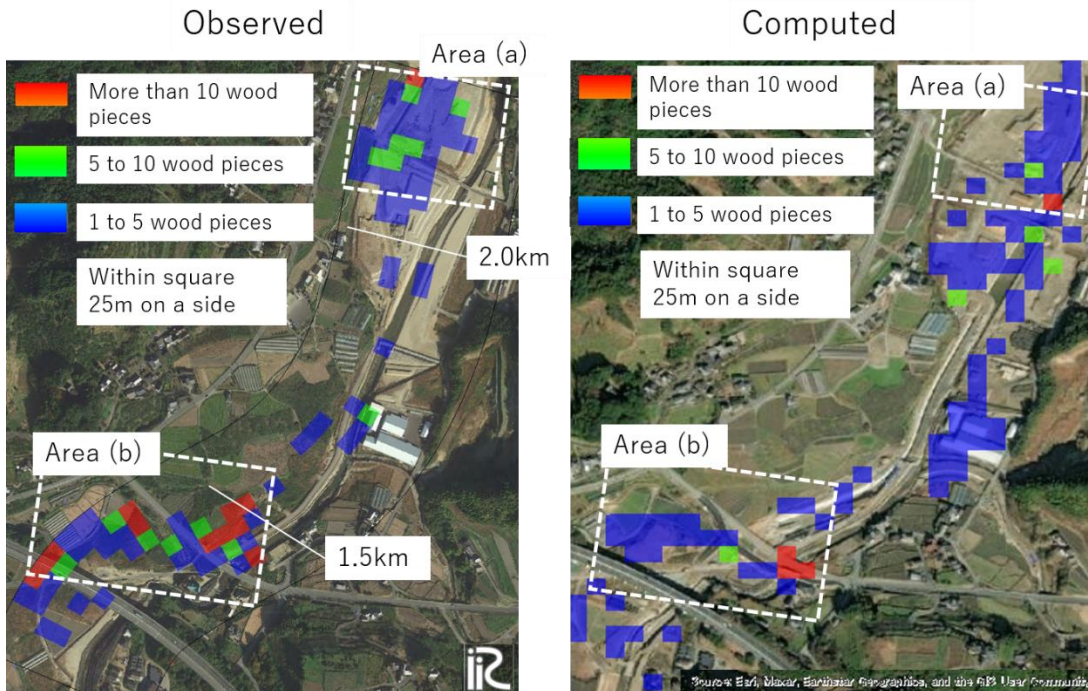 Observed
Area (a)
More than 10 wood
pieces
5 to 10 wood pieces
1 to 5 wood pieces
Within square
25m on a side
2.0km
Area (b)
1.5km
iRIC
Computed
Area (a)
More than 10 wood
pieces
5 to 10 wood pieces
1 to 5 wood pieces
Within square
25m on a side
Area (b)
Source: Esri, Maxar, Earthstar Geographics, and the GIS User Community